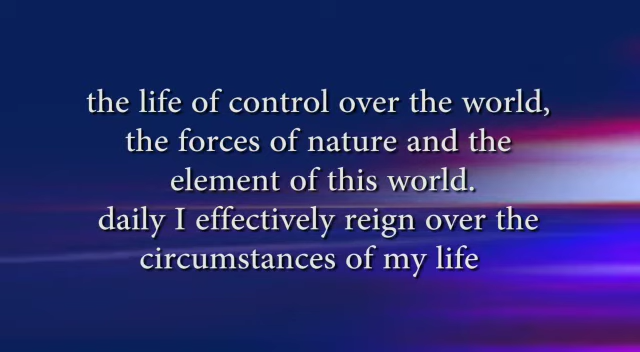 the life of control over the world,
the forces of nature and the
element of this world.
daily I effectively reign over the
circumstances of my life